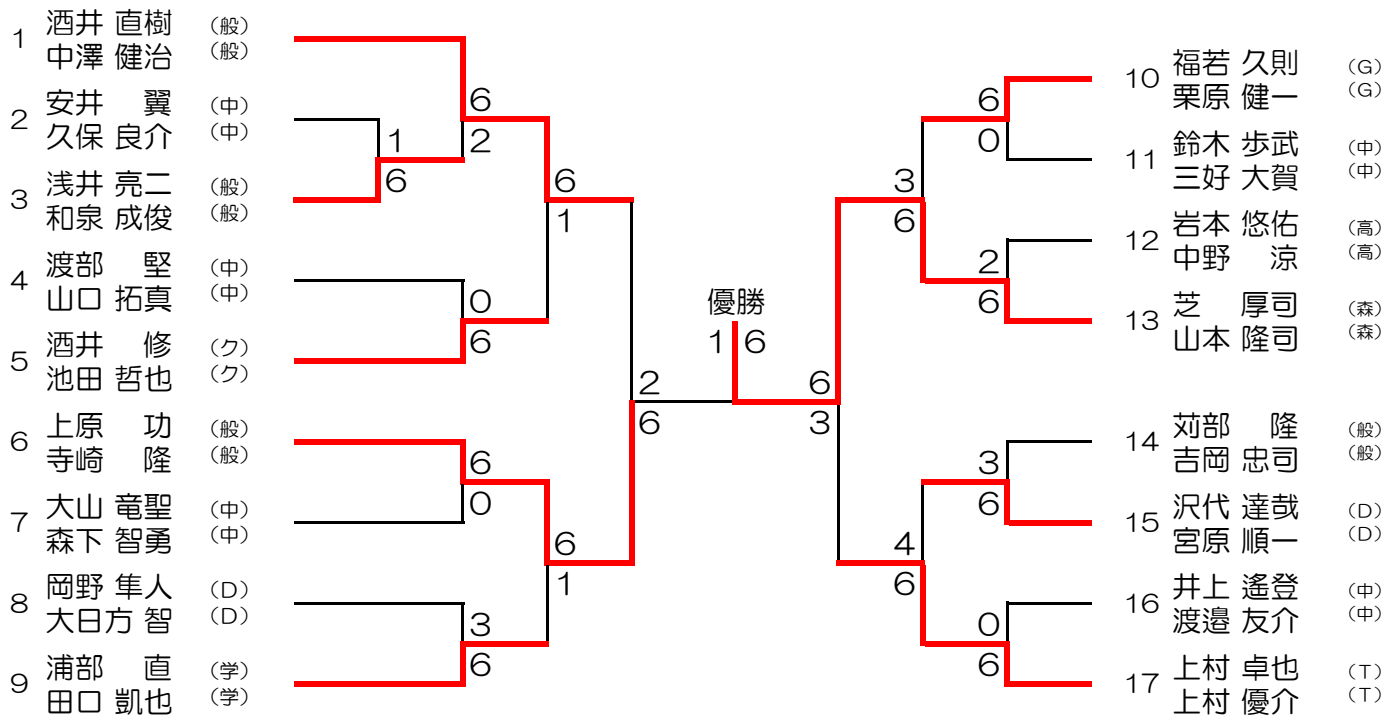 1 酒井 直樹 (般)
中澤 健治 (般)
2 安井 翼 (中)
久保 良介 (中)
3 浅井 亮二 (般)
和泉 成俊 (般)
4 渡部 堅 (中)
山口 拓真 (中)
5 酒井 修 (ク)
池田 哲也 (ク)
6 上原 功 (般)
寺崎 隆 (般)
7 大山 竜聖 (中)
森下 智勇 (中)
8 岡野 隼人 (D)
大日方 智 (D)
9 浦部 直 (学)
田口 凱也 (学)
6
2
1
6
6
1
0
6
2
6
6
0
6
1
3
6
優勝
1 6
6
3
3
6
6
0
2
6
3
6
4
6
0
6
10 福若 久則 (G)
栗原 健一 (G)
11 鈴木 歩武 (中)
三好 大賀 (中)
12 岩本 悠佑 (高)
中野 涼 (高)
13 芝 厚司 (森)
山本 隆司 (森)
14 苅部 隆 (般)
吉岡 忠司 (般)
15 沢代 達哉 (D)
宮原 順一 (D)
16 井上 遙登 (中)
渡邉 友介 (中)
17 上村 卓也 (T)
上村 優介 (T)